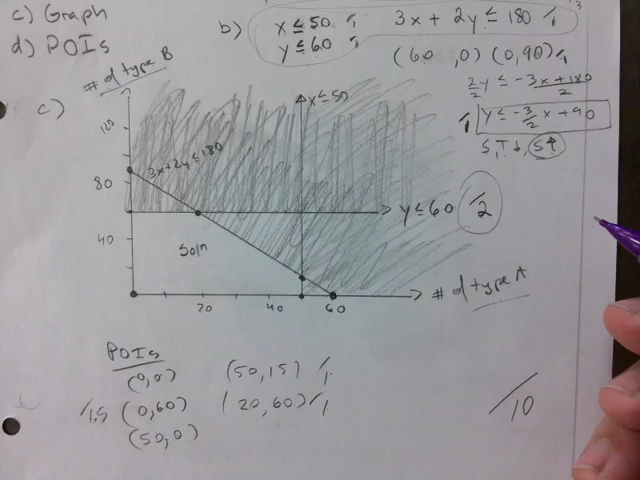 c) Graph
d) POIs
b) x ≤ 50 /1 3x + 2y ≤ 180 /1
y ≤ 60 /1 (60, 0) (0, 90) /1
2y/2 ≤ -3x+180/2
/1 y ≤ -3/2 x + 90
S, T↓, S↑
# of type B
c)
120
x ≤ 50
3x + 2y ≤ 180
80
y ≤ 60 /2
40
Soln
# of type A
20 40 60
POIs
(0,0) (50,15) /1
/1.5 (0,60) (20,60) /1
(50,0)
/10